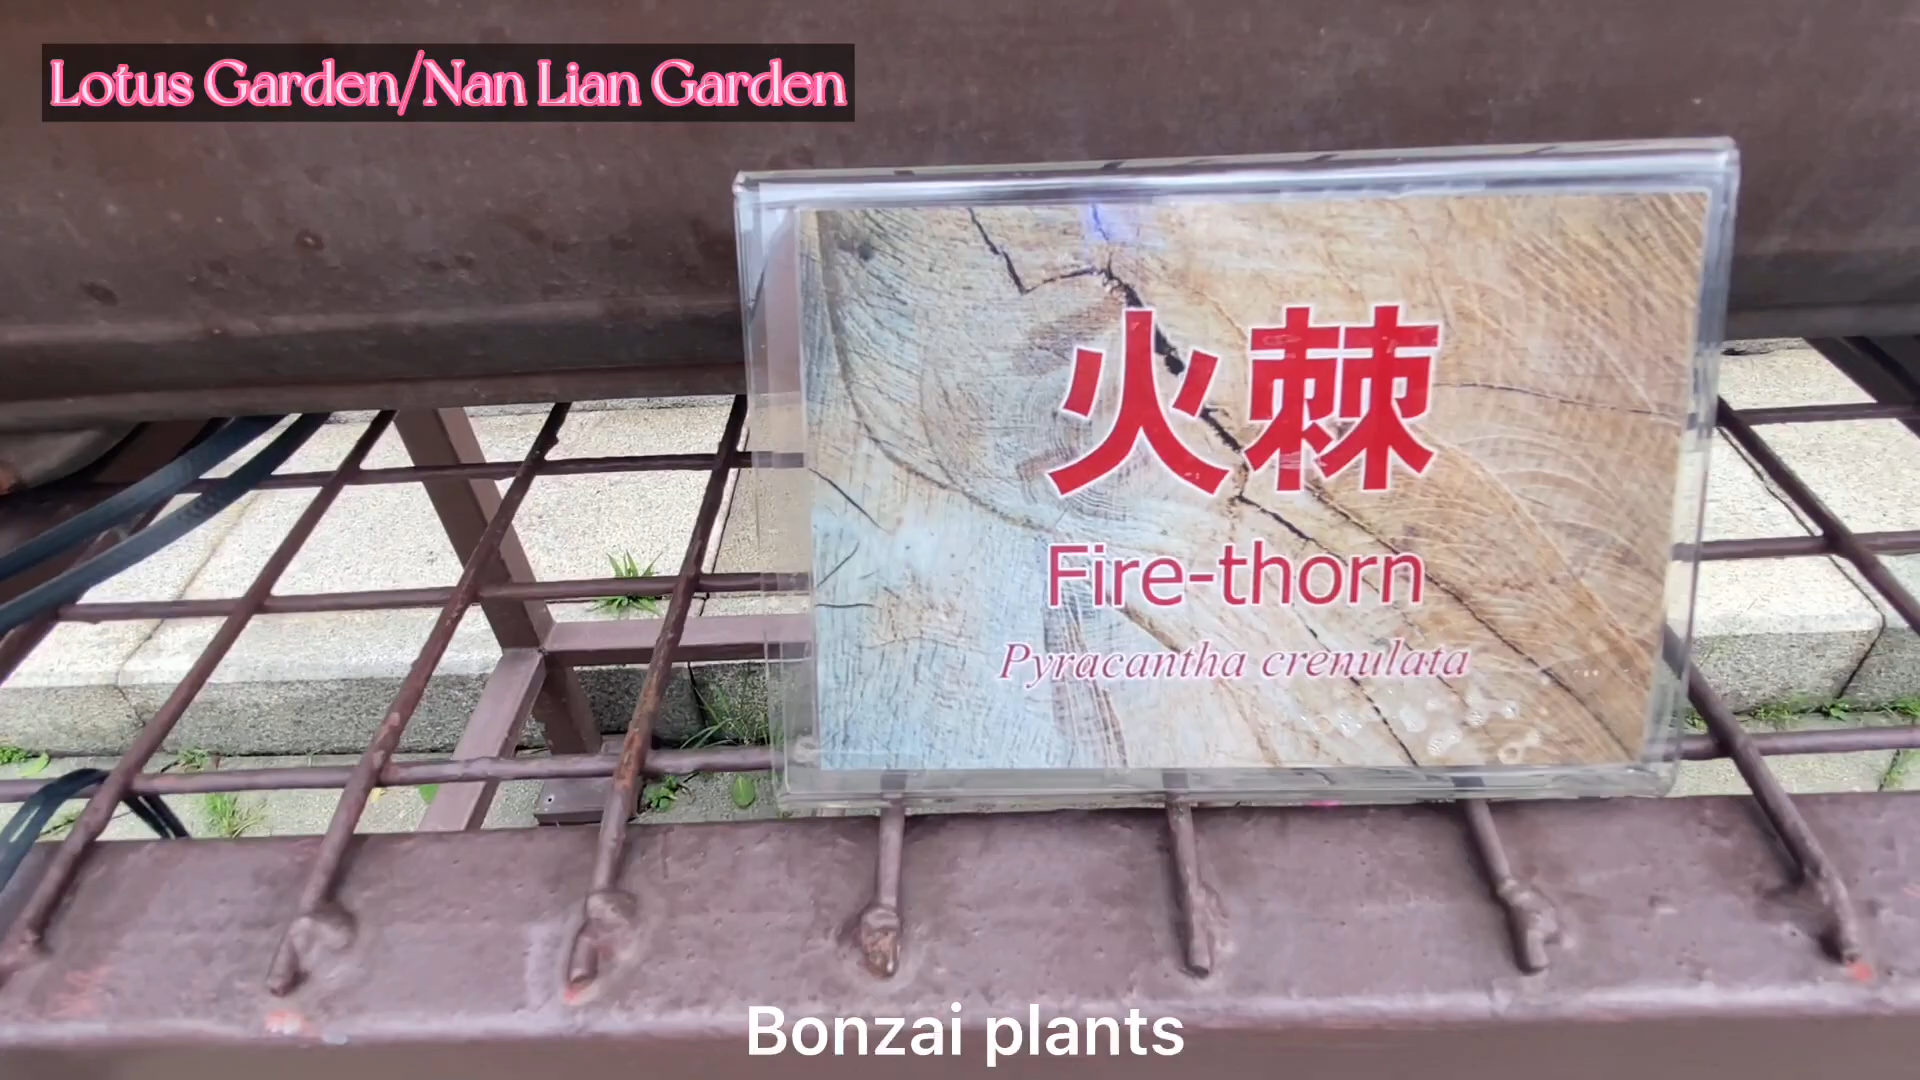 Lotus Garden/Nan Lian Garden
火棘
Fire-thorn
Pyracantha crenulata
Bonzai plants